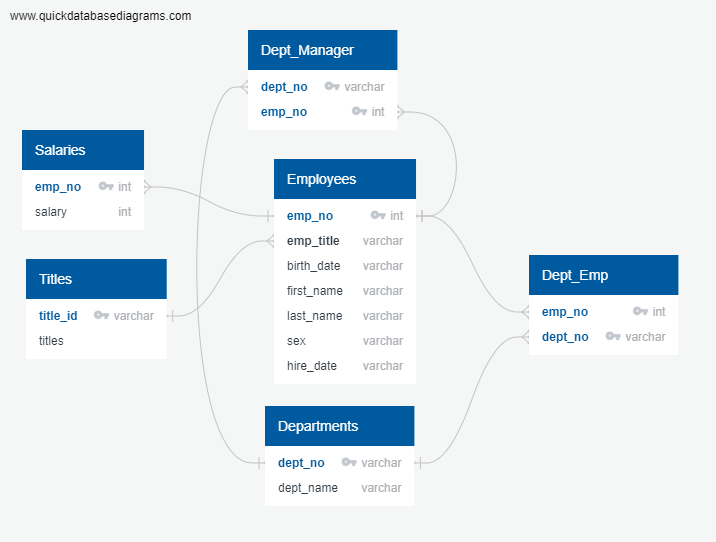 www.quickdatabasediagrams.com
Dept_Manager
dept_no varchar
emp_no int
Salaries
emp_no int
salary int
Employees
emp_no int
emp_title varchar
birth_date varchar
first_name varchar
last_name varchar
sex varchar
hire_date varchar
Titles
title_id varchar
titles
Dept_Emp
emp_no int
dept_no varchar
Departments
dept_no varchar
dept_name varchar